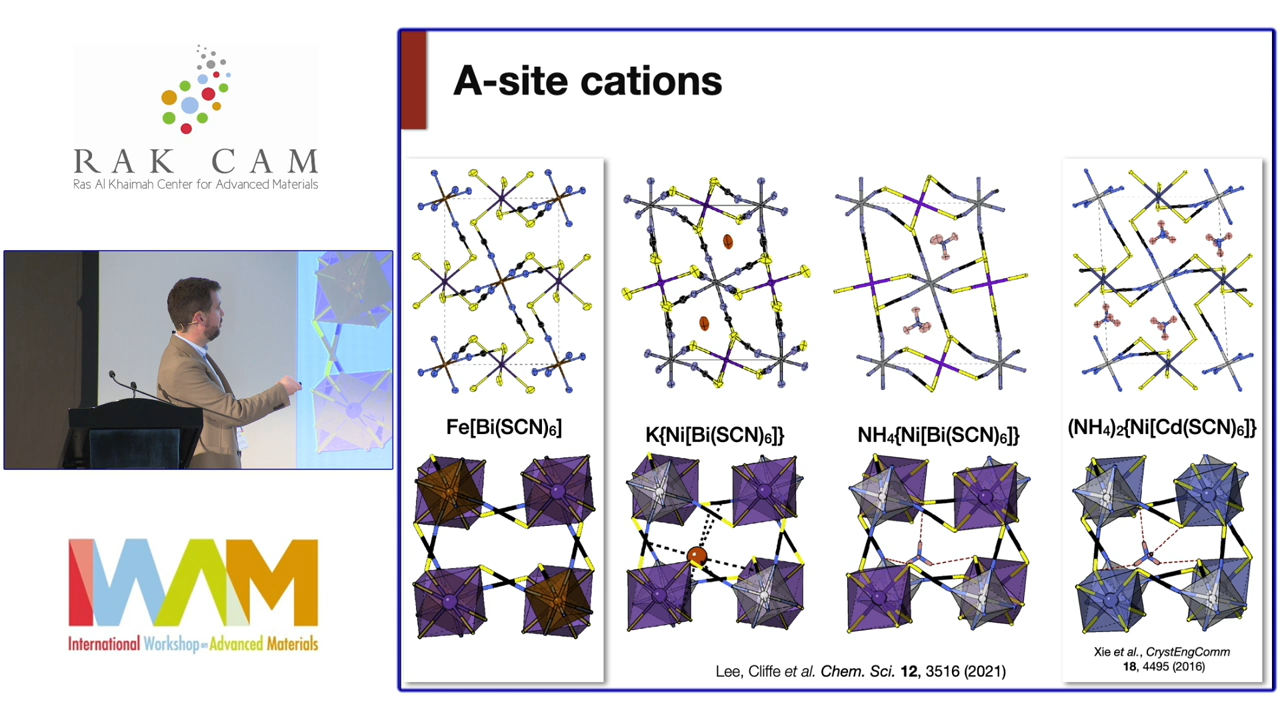 RAK CAM
Ras Al Khaimah Center for Advanced Materials
IWAM
International Workshop on Advanced Materials
A-site cations
Fe[Bi(SCN)₆]
K{Ni[Bi(SCN)₆]}
NH₄{Ni[Bi(SCN)₆]}
(NH₄)₂{Ni[Cd(SCN)₆]}
Xie et al., CrystEngComm
18, 4495 (2016)
Lee, Cliffe et al. Chem. Sci. 12, 3516 (2021)